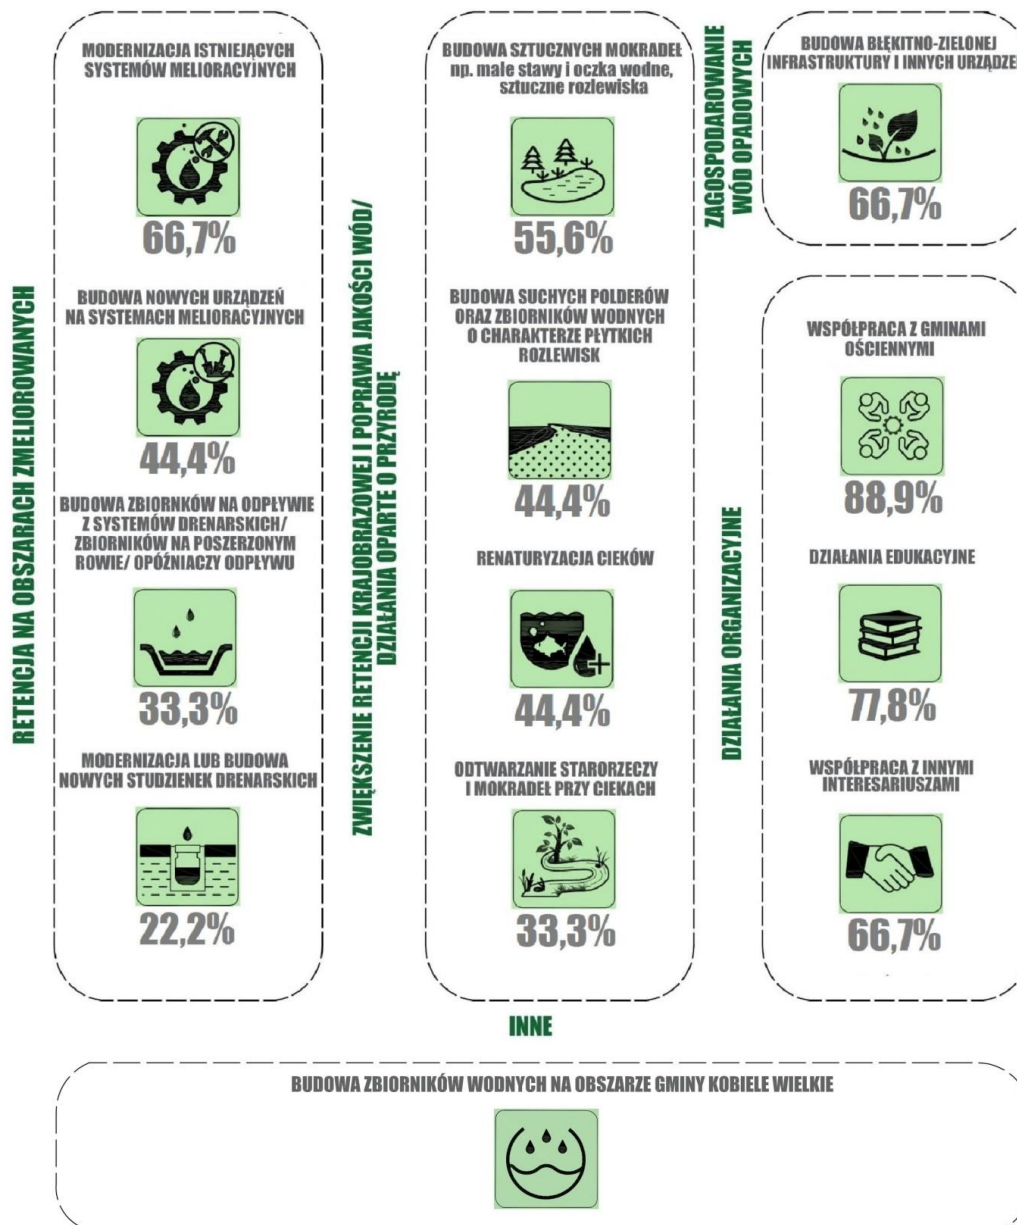 RETENCJA NA OBSZARACH ZMELIOROWANYCH
MODERNIZACJA ISTNIEJĄCYCH
SYSTEMÓW MELIORACYJNYCH
66,7%
BUDOWA NOWYCH URZĄDZEŃ
NA SYSTEMACH MELIORACYJNYCH
44,4%
BUDOWA ZBIORNKÓW NA ODPŁYWIE
Z SYSTEMÓW DRENARSKICH/
ZBIORNIKÓW NA POSZERZONYM
ROWIE/ OPÓŹNIACZY ODPŁYWU
33,3%
MODERNIZACJA LUB BUDOWA
NOWYCH STUDZIENEK DRENARSKICH
22,2%
ZWIĘKSZENIE RETENCJI KRAJOBRAZOWEJ I POPRAWA JAKOŚCI WÓD/
DZIAŁANIA OPARTE O PRZYRODĘ
BUDOWA SZTUCZNYCH MOKRADEŁ
np. małe stawy i oczka wodne,
sztuczne rozlewiska
55,6%
BUDOWA SUCHYCH POLDERÓW
ORAZ ZBIORNIKÓW WODNYCH
O CHARAKTERZE PŁYTKICH
ROZLEWISK
44,4%
RENATURYZACJA CIEKÓW
44,4%
ODTWARZANIE STARORZECZY
I MOKRADEŁ PRZY CIEKACH
33,3%
ZAGOSPODAROWANIE
WÓD OPADOWYCH
BUDOWA BŁĘKITNO-ZIELONEJ
INFRASTRUKTURY I INNYCH URZĄDZE
66,7%
DZIAŁANIA ORGANIZACYJNE
WSPÓŁPRACA Z GMINAMI
OŚCIENNYMI
88,9%
DZIAŁANIA EDUKACYJNE
77,8%
WSPÓŁPRACA Z INNYMI
INTERESARIUSZAMI
66,7%
INNE
BUDOWA ZBIORNIKÓW WODNYCH NA OBSZARZE GMINY KOBIELE WIELKIE